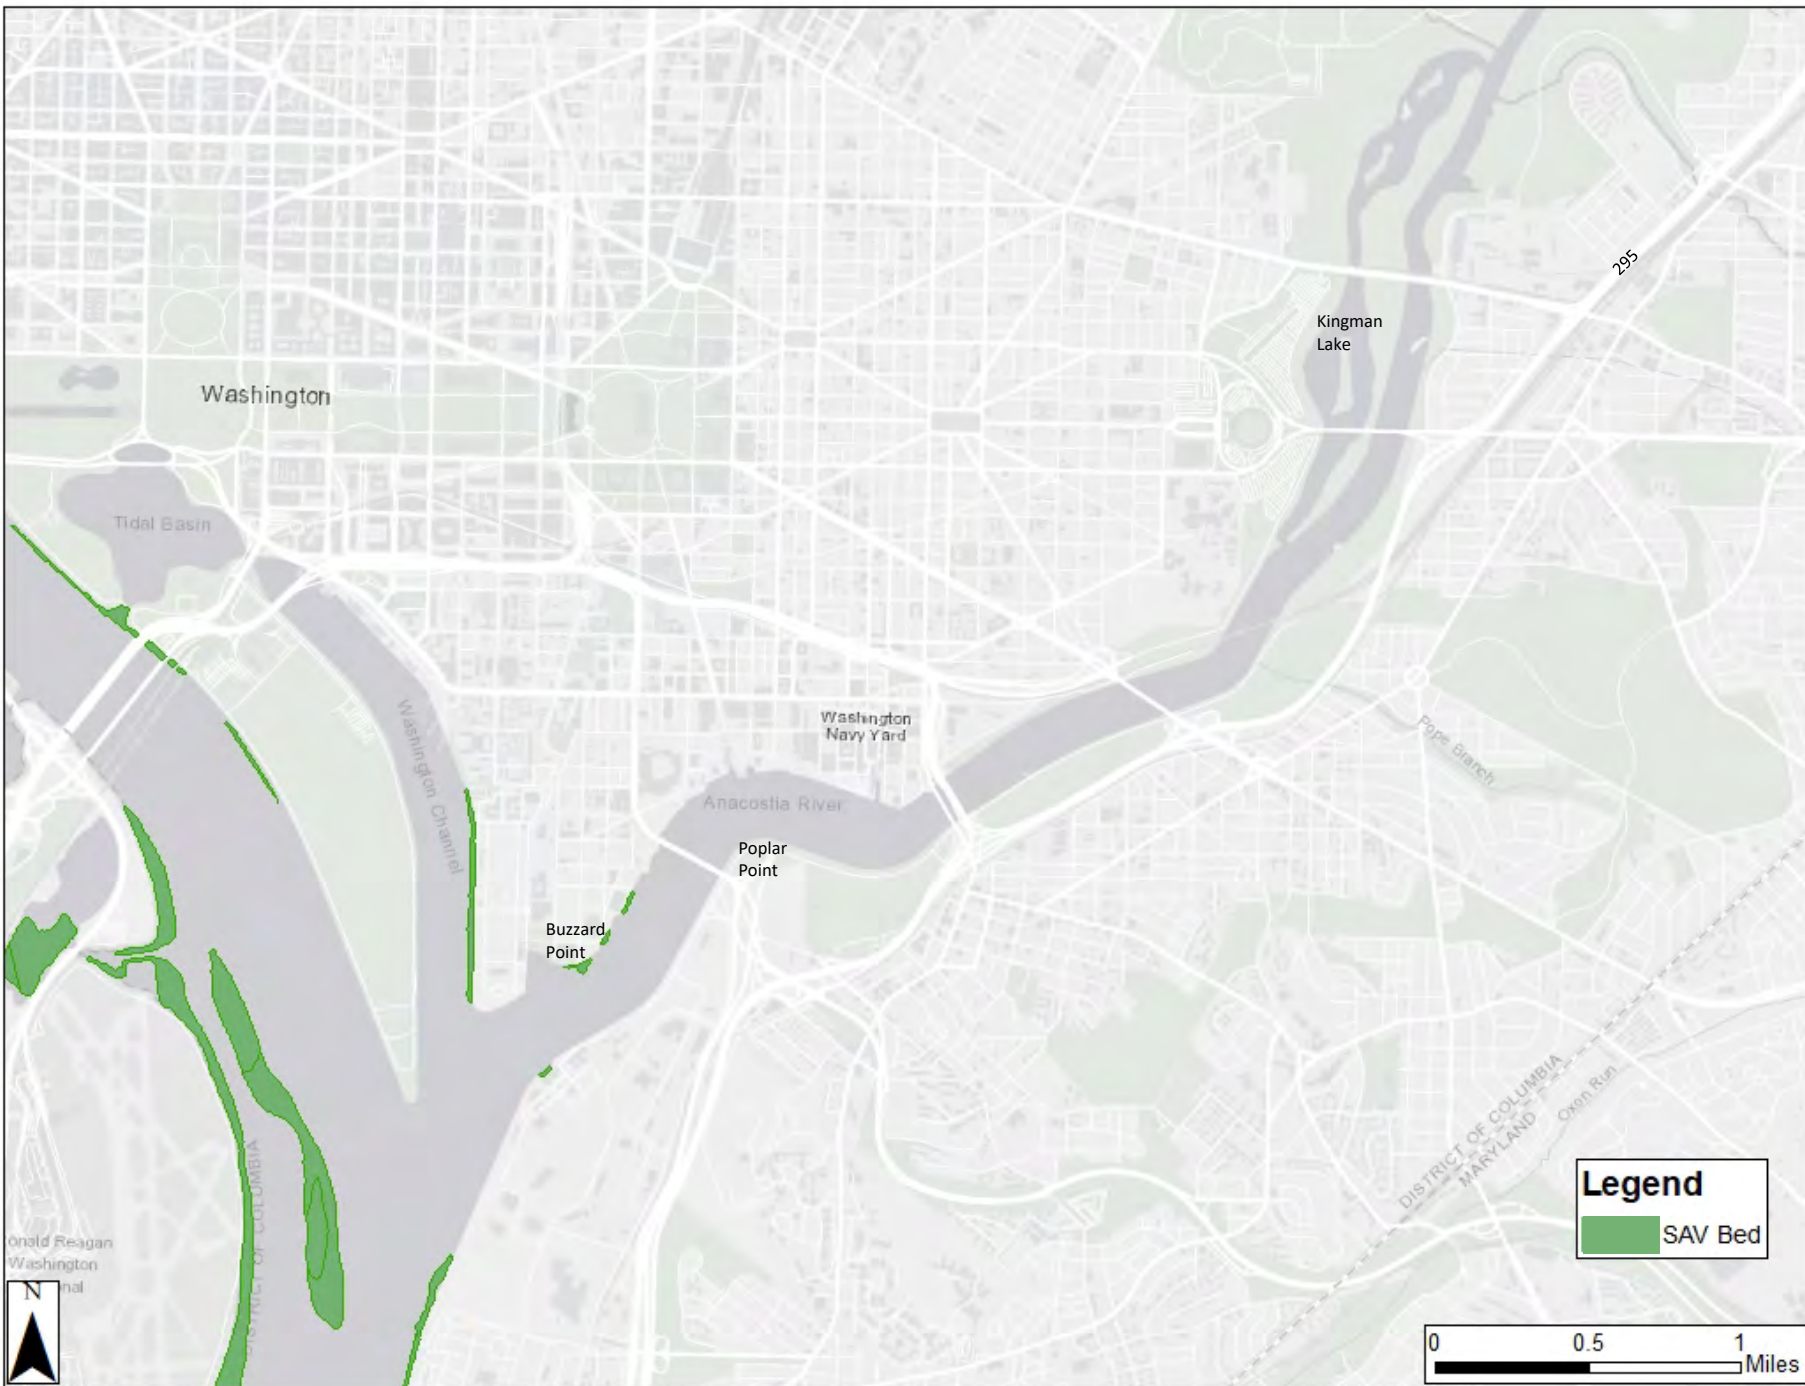 295
Kingman
Lake
Washington
Tidal Basin
Washington Channel
Washington
Navy Yard
Pope Branch
Anacostia River
Poplar
Point
Buzzard
Point
DISTRICT OF COLUMBIA
MARYLAND
Oxon Run
DISTRICT OF COLUMBIA
onald Reagan
Washington
nal
N
Legend
SAV Bed
0 0.5 1
Miles